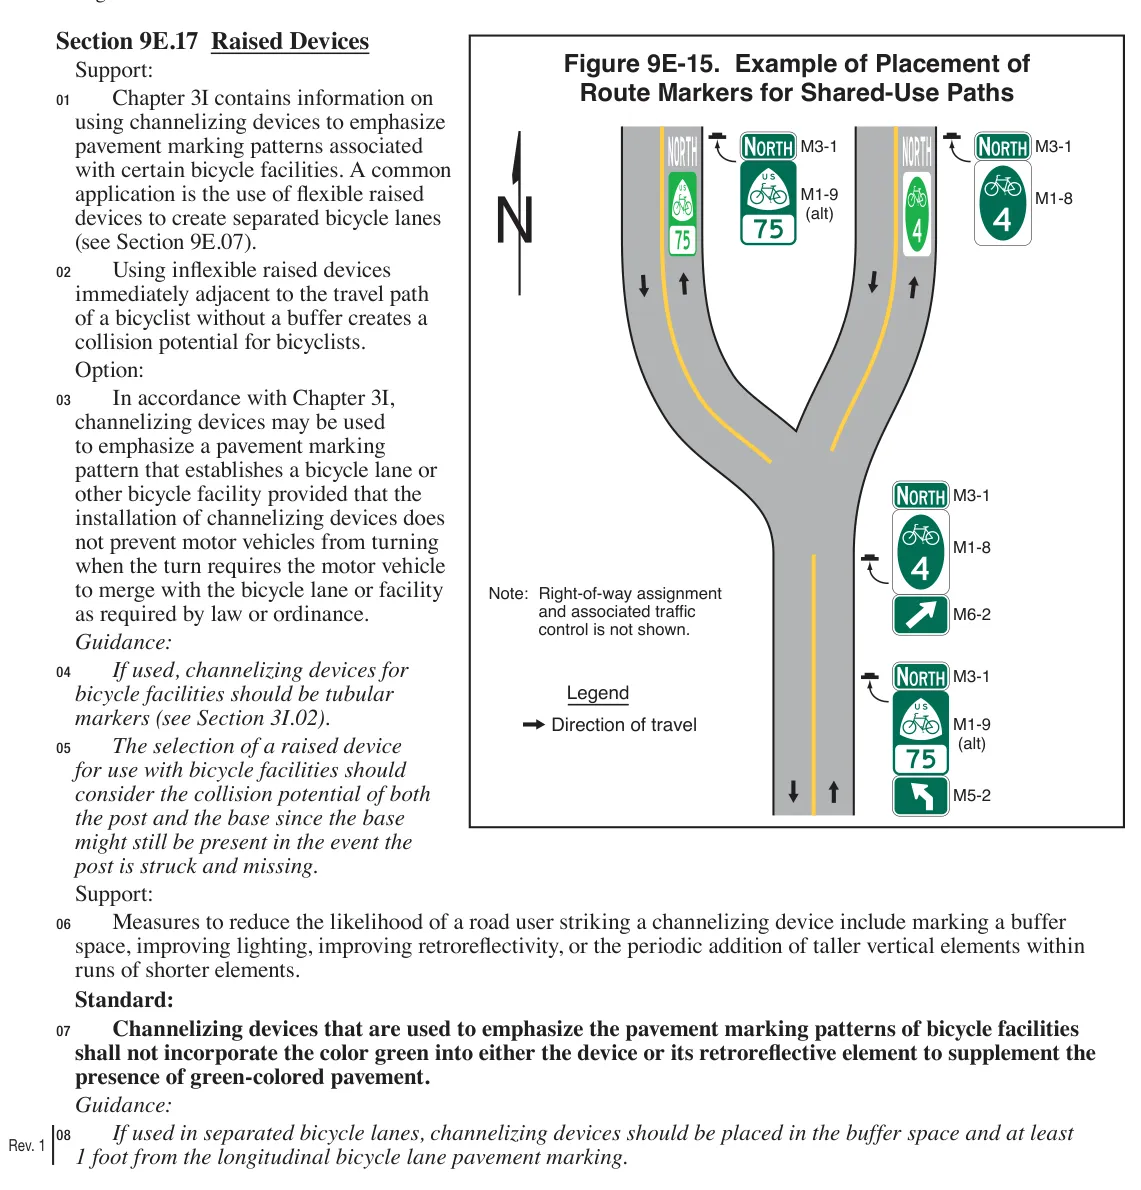 Section 9E.17 Raised Devices
Support:
01 Chapter 3I contains information on
using channelizing devices to emphasize
pavement marking patterns associated
with certain bicycle facilities. A common
application is the use of flexible raised
devices to create separated bicycle lanes
(see Section 9E.07).
02 Using inflexible raised devices
immediately adjacent to the travel path
of a bicyclist without a buffer creates a
collision potential for bicyclists.
Option:
03 In accordance with Chapter 3I,
channelizing devices may be used
to emphasize a pavement marking
pattern that establishes a bicycle lane or
other bicycle facility provided that the
installation of channelizing devices does
not prevent motor vehicles from turning
when the turn requires the motor vehicle
to merge with the bicycle lane or facility
as required by law or ordinance.
Guidance:
04 If used, channelizing devices for
bicycle facilities should be tubular
markers (see Section 3I.02).
05 The selection of a raised device
for use with bicycle facilities should
consider the collision potential of both
the post and the base since the base
might still be present in the event the
post is struck and missing.
Figure 9E-15. Example of Placement of
Route Markers for Shared-Use Paths
N
NORTH
US
75
NORTH M3-1
US
M1-9
(alt)
75
NORTH
4
NORTH M3-1
M1-8
4
NORTH M3-1
M1-8
4
M6-2
Note: Right-of-way assignment
and associated traffic
control is not shown.
Legend
Direction of travel
NORTH M3-1
US
M1-9
(alt)
75
M5-2
Support:
06 Measures to reduce the likelihood of a road user striking a channelizing device include marking a buffer
space, improving lighting, improving retroreflectivity, or the periodic addition of taller vertical elements within
runs of shorter elements.
Standard:
07 Channelizing devices that are used to emphasize the pavement marking patterns of bicycle facilities
shall not incorporate the color green into either the device or its retroreflective element to supplement the
presence of green-colored pavement.
Guidance:
Rev. 1 08 If used in separated bicycle lanes, channelizing devices should be placed in the buffer space and at least
1 foot from the longitudinal bicycle lane pavement marking.